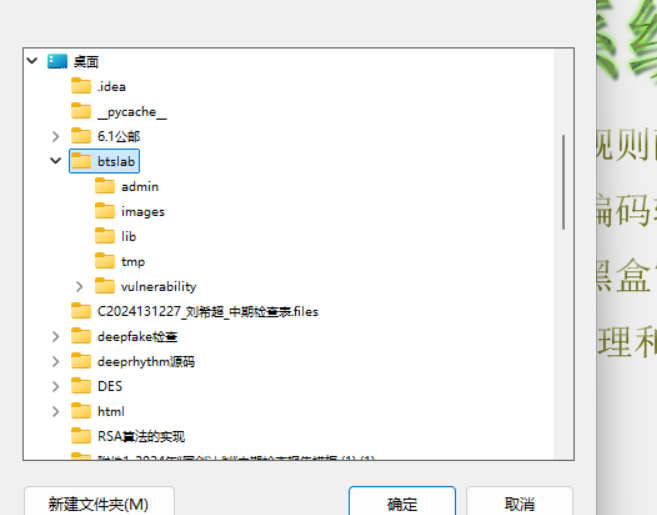 桌面
.idea
__pycache__
6.1公邮
btslab
admin
images
lib
tmp
vulnerability
C2024131227_刘希超_中期检查表.files
deepfake检查
deeprhythm源码
DES
html
RSA算法的实现
新建文件夹(M)
确定
取消
规则
编码
黑盒
理和